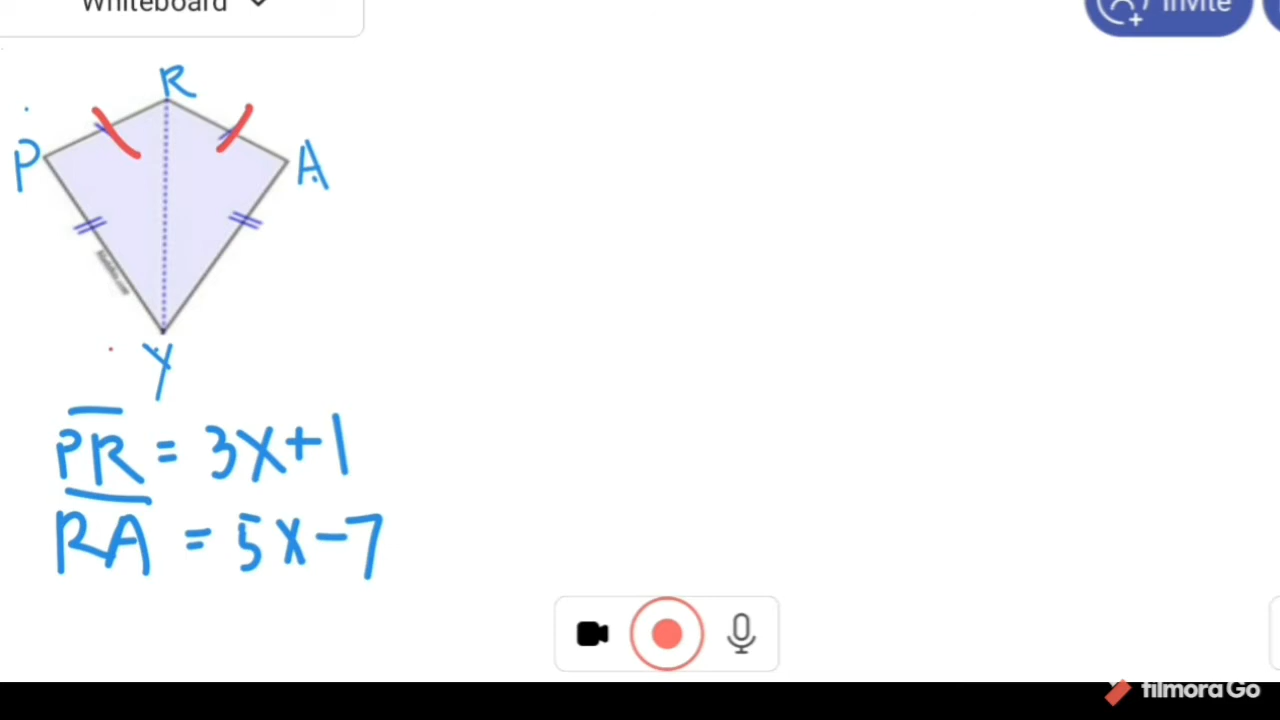 Whiteboard
Invite
R
P
A
Y
PR = 3x+1
RA = 5x-7
filmora Go